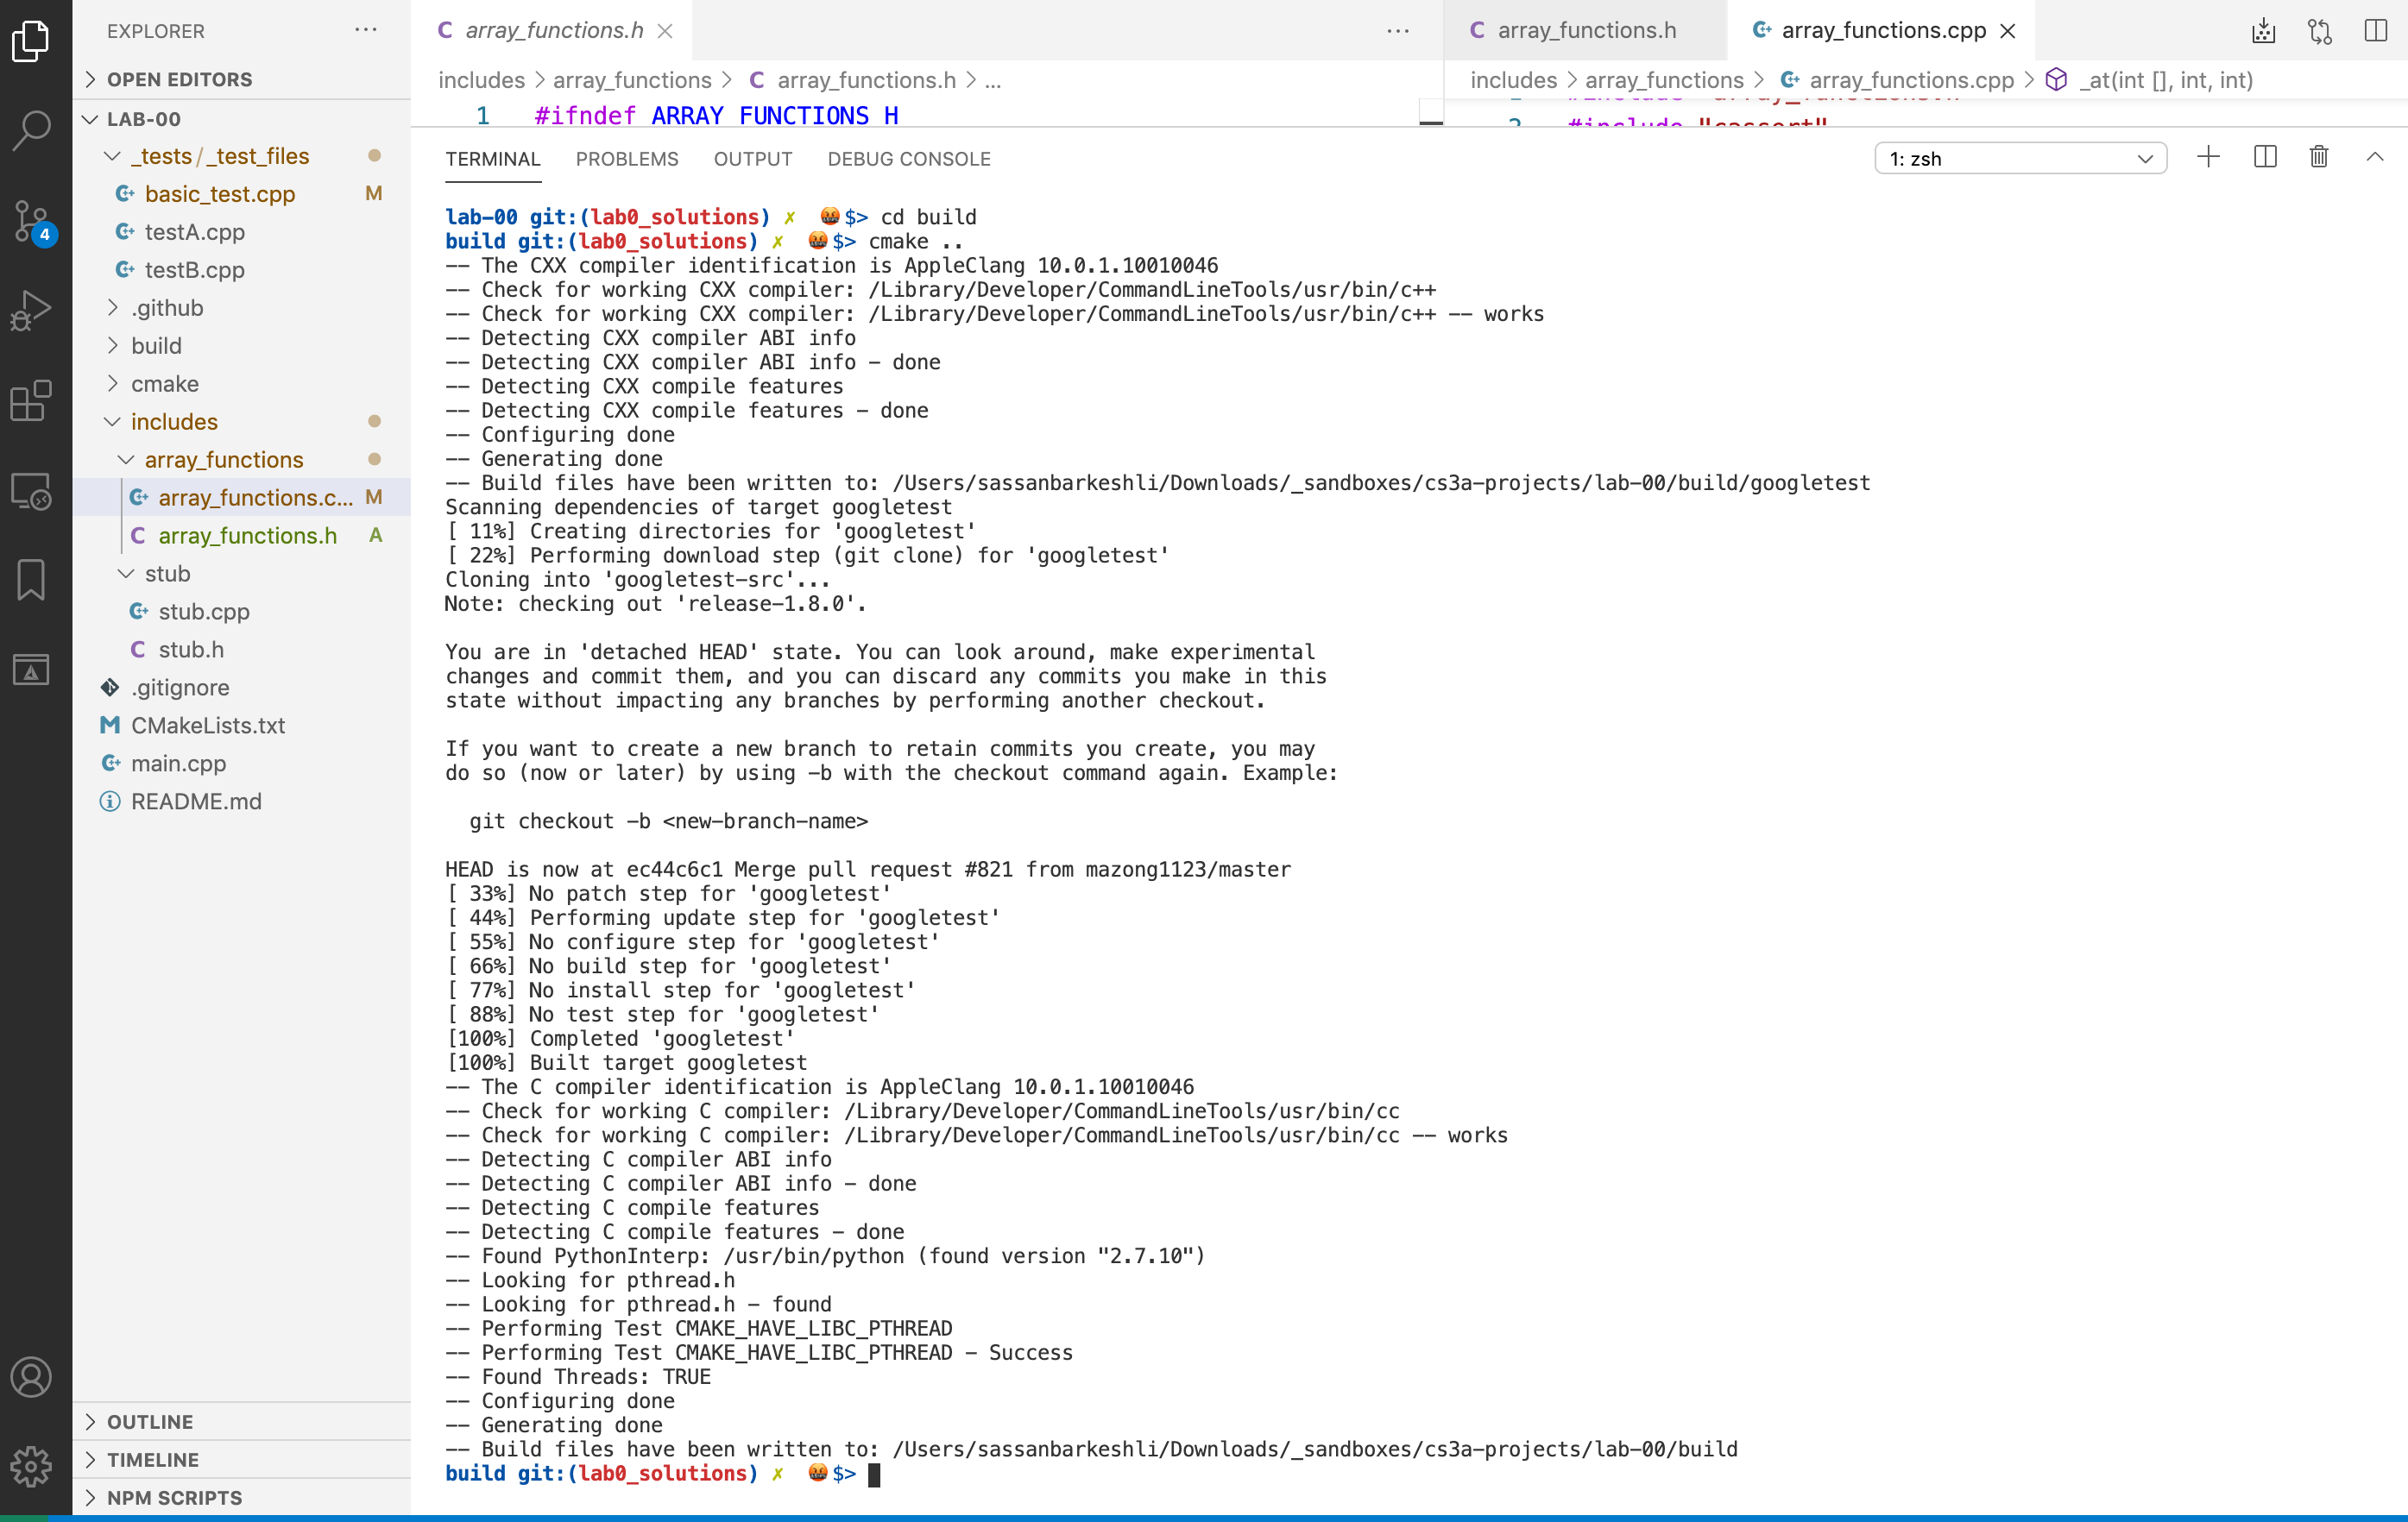 EXPLORER
OPEN EDITORS
LAB-00
_tests/_test_files
basic_test.cpp M
testA.cpp
testB.cpp
.github
build
cmake
includes
array_functions
array_functions.c... M
array_functions.h A
stub
stub.cpp
stub.h
.gitignore
CMakeLists.txt
main.cpp
README.md
OUTLINE
TIMELINE
NPM SCRIPTS
4
array_functions.h
includes > array_functions > C array_functions.h > ...
1 #ifndef ARRAY_FUNCTIONS_H
array_functions.h
array_functions.cpp
includes > array_functions > array_functions.cpp > _at(int [], int, int)
#include "array_functions.h"
2 #include "cassert"
TERMINAL PROBLEMS OUTPUT DEBUG CONSOLE
1: zsh
lab-00 git:(lab0_solutions) ✗ 🤬$> cd build
build git:(lab0_solutions) ✗ 🤬$> cmake ..
-- The CXX compiler identification is AppleClang 10.0.1.10010046
-- Check for working CXX compiler: /Library/Developer/CommandLineTools/usr/bin/c++
-- Check for working CXX compiler: /Library/Developer/CommandLineTools/usr/bin/c++ -- works
-- Detecting CXX compiler ABI info
-- Detecting CXX compiler ABI info - done
-- Detecting CXX compile features
-- Detecting CXX compile features - done
-- Configuring done
-- Generating done
-- Build files have been written to: /Users/sassanbarkeshli/Downloads/_sandboxes/cs3a-projects/lab-00/build/googletest
Scanning dependencies of target googletest
[ 11%] Creating directories for 'googletest'
[ 22%] Performing download step (git clone) for 'googletest'
Cloning into 'googletest-src'...
Note: checking out 'release-1.8.0'.
You are in 'detached HEAD' state. You can look around, make experimental
changes and commit them, and you can discard any commits you make in this
state without impacting any branches by performing another checkout.
If you want to create a new branch to retain commits you create, you may
do so (now or later) by using -b with the checkout command again. Example:
git checkout -b <new-branch-name>
HEAD is now at ec44c6c1 Merge pull request #821 from mazong1123/master
[ 33%] No patch step for 'googletest'
[ 44%] Performing update step for 'googletest'
[ 55%] No configure step for 'googletest'
[ 66%] No build step for 'googletest'
[ 77%] No install step for 'googletest'
[ 88%] No test step for 'googletest'
[100%] Completed 'googletest'
[100%] Built target googletest
-- The C compiler identification is AppleClang 10.0.1.10010046
-- Check for working C compiler: /Library/Developer/CommandLineTools/usr/bin/cc
-- Check for working C compiler: /Library/Developer/CommandLineTools/usr/bin/cc -- works
-- Detecting C compiler ABI info
-- Detecting C compiler ABI info - done
-- Detecting C compile features
-- Detecting C compile features - done
-- Found PythonInterp: /usr/bin/python (found version "2.7.10")
-- Looking for pthread.h
-- Looking for pthread.h - found
-- Performing Test CMAKE_HAVE_LIBC_PTHREAD
-- Performing Test CMAKE_HAVE_LIBC_PTHREAD - Success
-- Found Threads: TRUE
-- Configuring done
-- Generating done
-- Build files have been written to: /Users/sassanbarkeshli/Downloads/_sandboxes/cs3a-projects/lab-00/build
build git:(lab0_solutions) ✗ 🤬$>